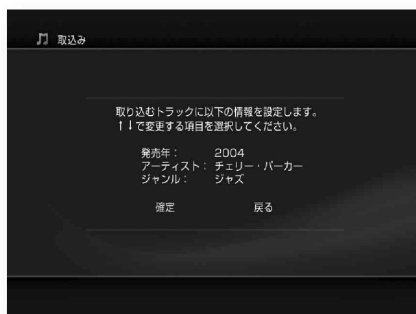 取込み
取り込むトラックに以下の情報を設定します。
↑↓で変更する項目を選択してください。
発売年： 2004
アーティスト： チェリー・パーカー
ジャンル： ジャズ
確定 戻る